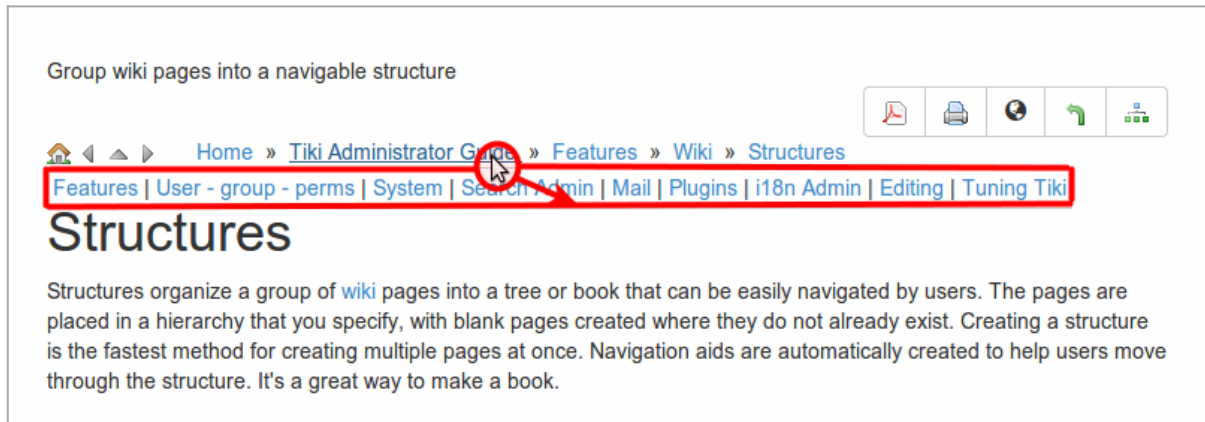 Group wiki pages into a navigable structure
Home » Tiki Administrator Guide » Features » Wiki » Structures
Features | User - group - perms | System | Search Admin | Mail | Plugins | i18n Admin | Editing | Tuning Tiki
Structures
Structures organize a group of wiki pages into a tree or book that can be easily navigated by users. The pages are
placed in a hierarchy that you specify, with blank pages created where they do not already exist. Creating a structure
is the fastest method for creating multiple pages at once. Navigation aids are automatically created to help users move
through the structure. It's a great way to make a book.